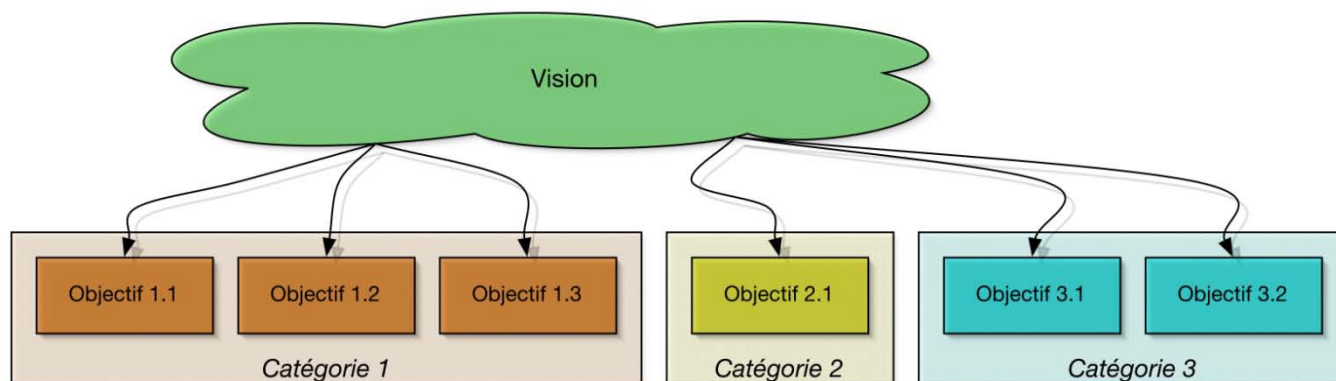 Vision
Objectif 1.1
Objectif 1.2
Objectif 1.3
Objectif 2.1
Objectif 3.1
Objectif 3.2
Catégorie 1
Catégorie 2
Catégorie 3